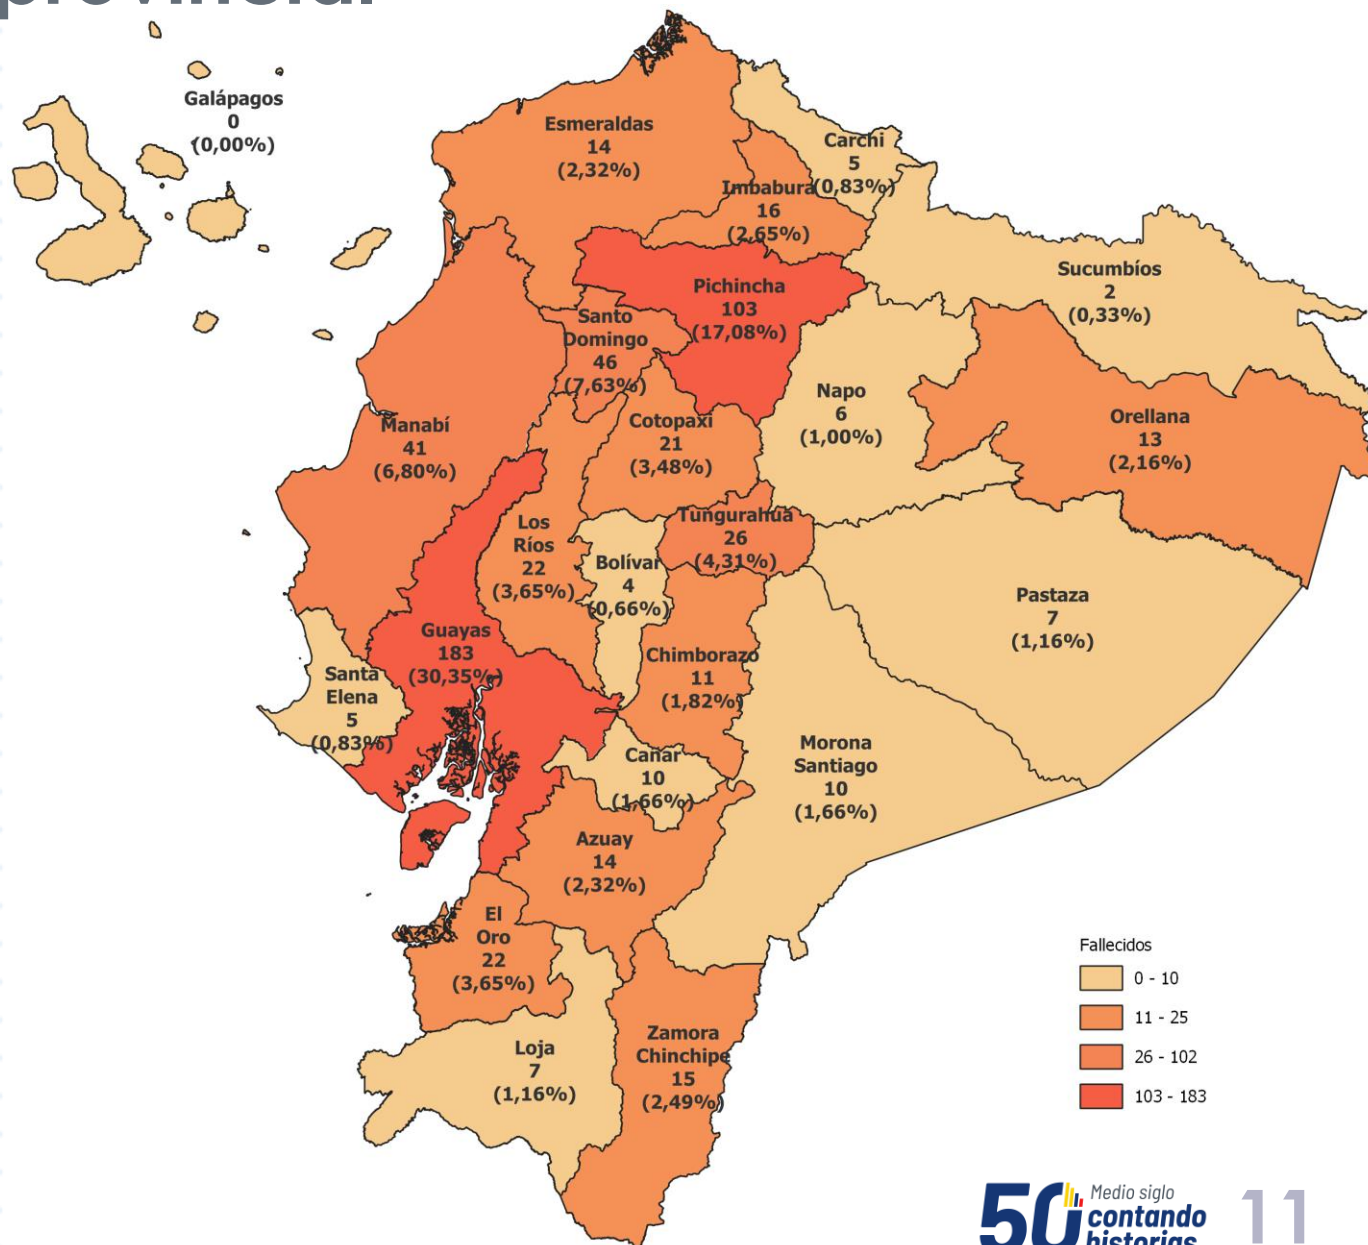 provincial
Galápagos
0
(0,00%)
Esmeraldas
14
(2,32%)
Carchi
5
(0,83%)
Imbabura
16
(2,65%)
Sucumbíos
2
(0,33%)
Pichincha
103
(17,08%)
Santo
Domingo
46
(7,63%)
Napo
6
(1,00%)
Orellana
13
(2,16%)
Manabí
41
(6,80%)
Cotopaxi
21
(3,48%)
Los
Ríos
22
(3,65%)
Tungurahua
26
(4,31%)
Bolívar
4
(0,66%)
Pastaza
7
(1,16%)
Guayas
183
(30,35%)
Santa
Elena
5
(0,83%)
Chimborazo
11
(1,82%)
Cañar
10
(1,66%)
Morona
Santiago
10
(1,66%)
Azuay
14
(2,32%)
El
Oro
22
(3,65%)
Loja
7
(1,16%)
Zamora
Chinchipe
15
(2,49%)
Fallecidos
0 - 10
11 - 25
26 - 102
103 - 183
50 Medio siglo
contando
historias
11